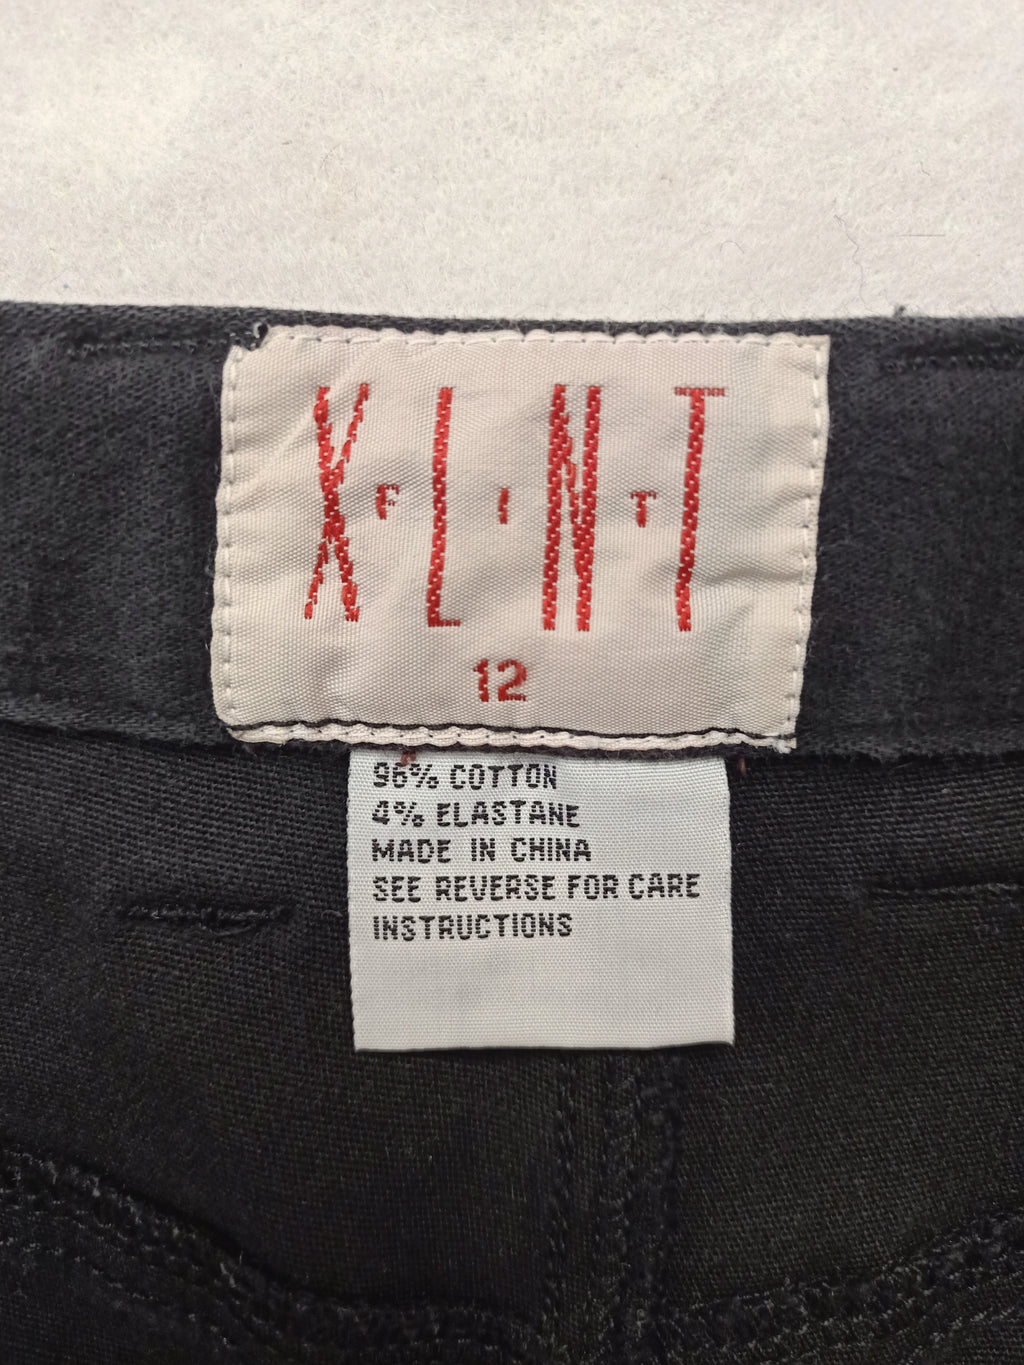 XLNT
FIT
12
96% COTTON
4% ELASTANE
MADE IN CHINA
SEE REVERSE FOR CARE
INSTRUCTIONS